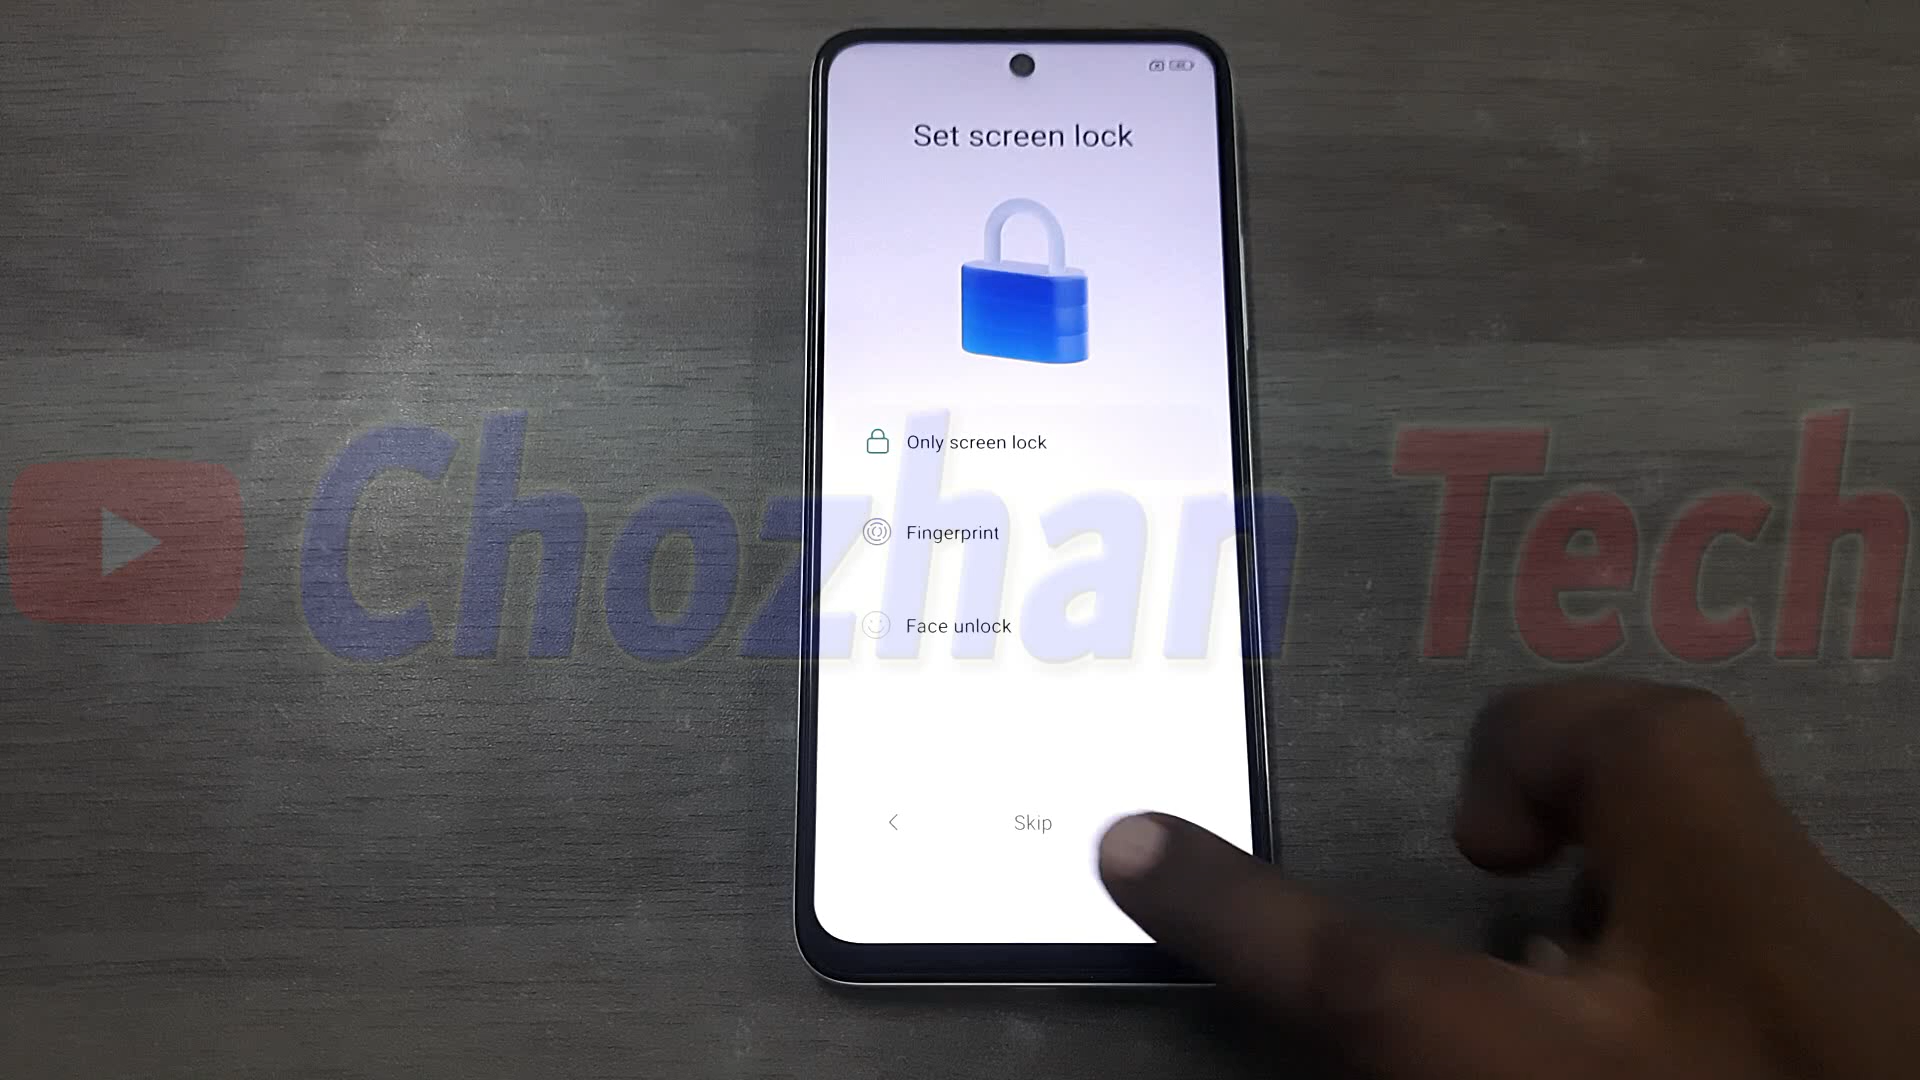 Set screen lock
Only screen lock
Chozhan Tech
Fingerprint
Face unlock
Skip